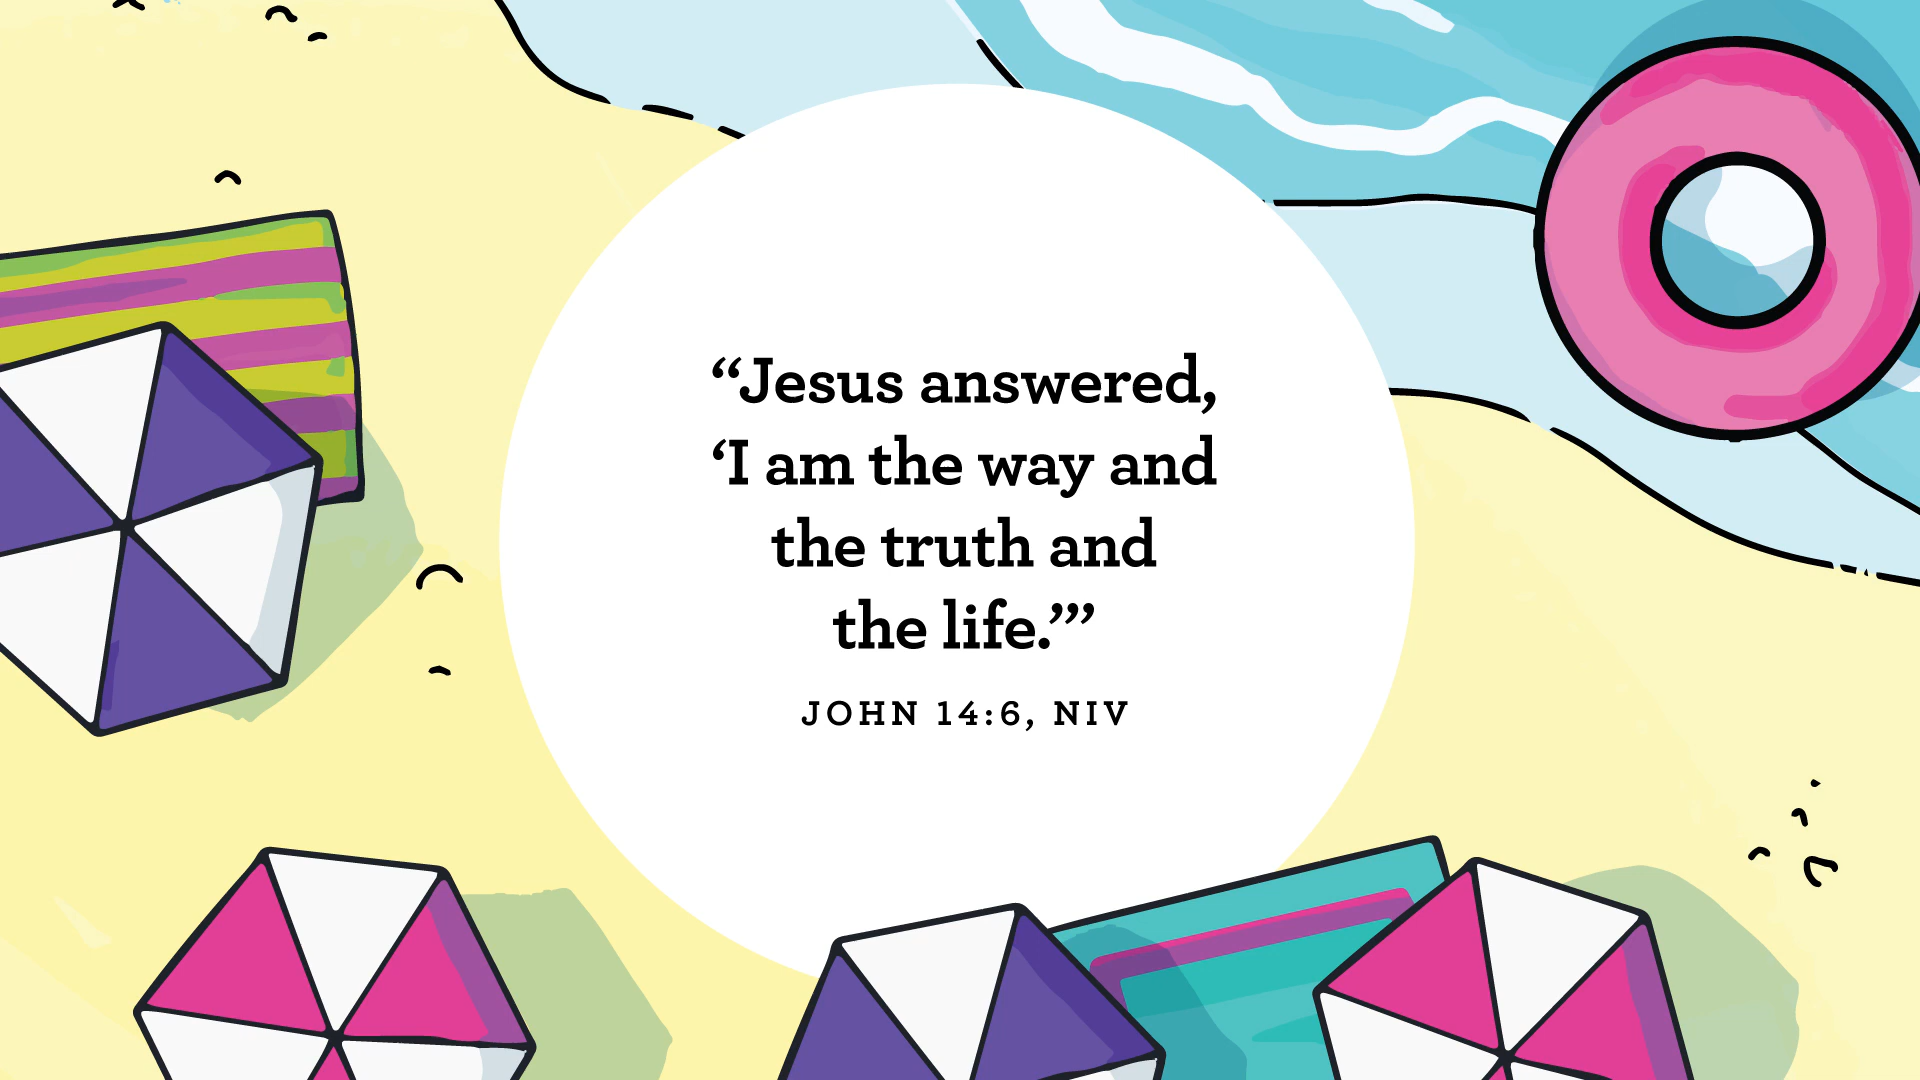 “Jesus answered,
‘I am the way and
the truth and
the life.’”
JOHN 14:6, NIV